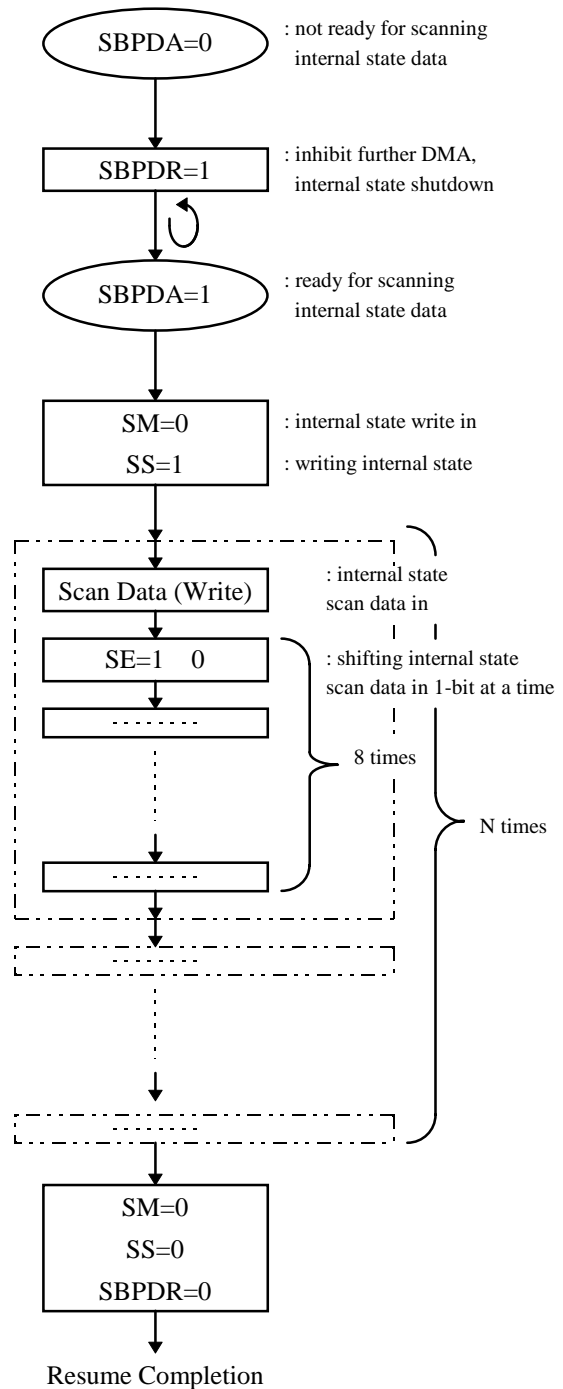 SBPDA=0
: not ready for scanning
internal state data
SBPDR=1
: inhibit further DMA,
internal state shutdown
SBPDA=1
: ready for scanning
internal state data
SM=0
: internal state write in
SS=1
: writing internal state
Scan Data (Write)
: internal state
scan data in
SE=1 0
: shifting internal state
scan data in 1-bit at a time
8 times
N times
SM=0
SS=0
SBPDR=0
Resume Completion